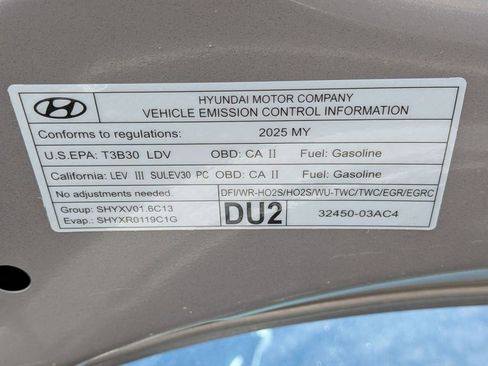 HYUNDAI MOTOR COMPANY
VEHICLE EMISSION CONTROL INFORMATION
Conforms to regulations: 2025 MY
U.S.EPA: T3B30 LDV OBD: CA II Fuel: Gasoline
California: LEV III SULEV30 PC OBD: CA II Fuel: Gasoline
No adjustments needed. DFI/WR-HO2S/HO2S/WU-TWC/TWC/EGR/EGRC
Group: SHYXV01.6C13
Evap.: SHYXR0119C1G
DU2 32450-03AC4